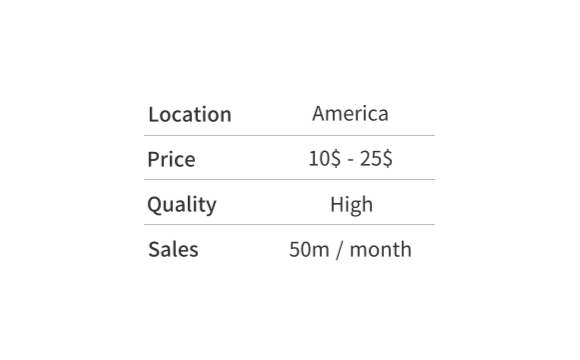 Location America
Price 10$ - 25$
Quality High
Sales 50m / month